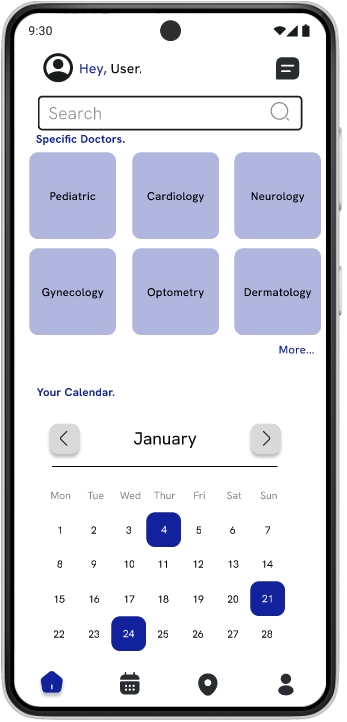 9:30
Hey, User.
Search
Specific Doctors.
Pediatric Cardiology Neurology
Gynecology Optometry Dermatology
More...
Your Calendar.
January
Mon Tue Wed Thur Fri Sat Sun
1 2 3 4 5 6 7
8 9 10 11 12 13 14
15 16 17 18 19 20 21
22 23 24 25 26 27 28